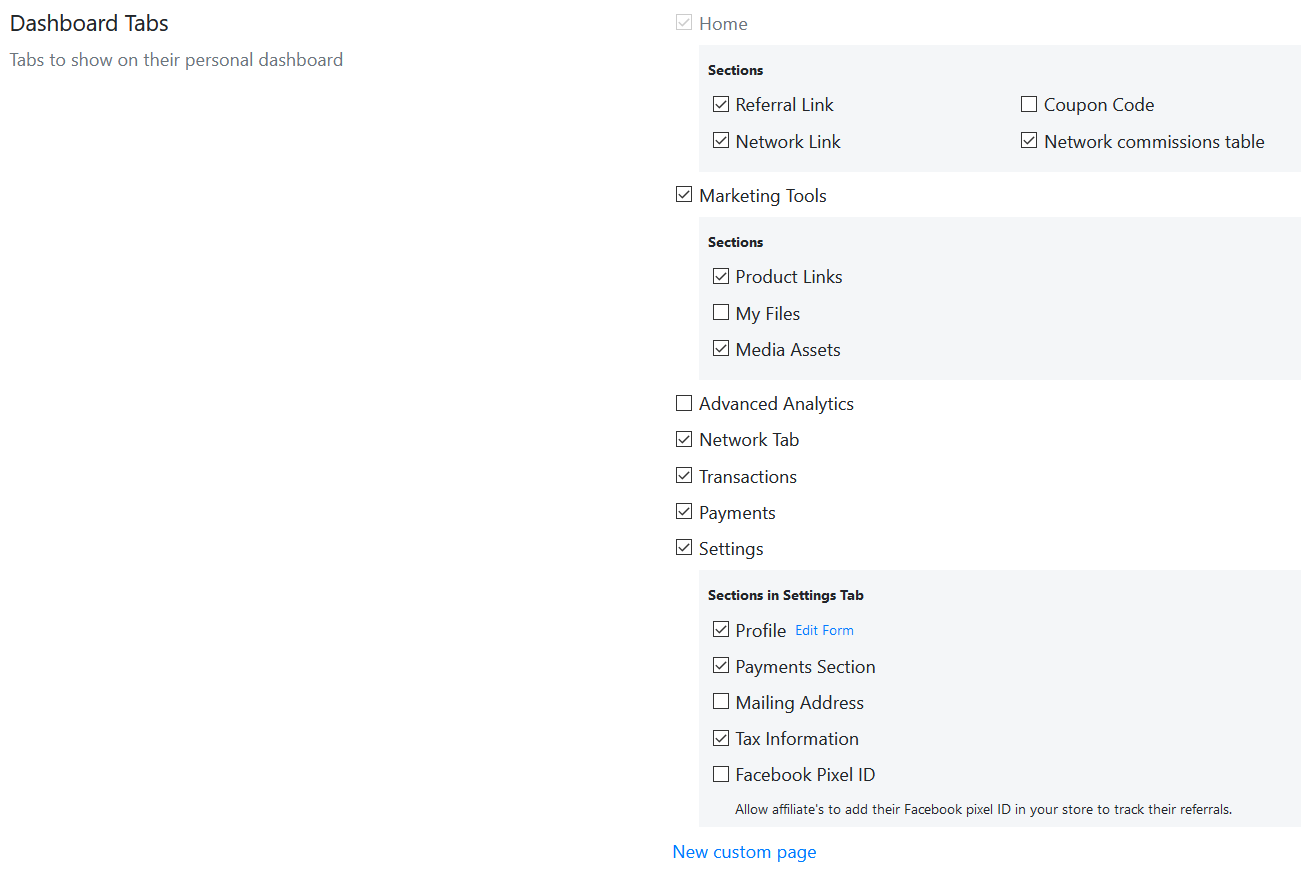 Dashboard Tabs
Tabs to show on their personal dashboard
Home
Sections
Referral Link
Coupon Code
Network Link
Network commissions table
Marketing Tools
Sections
Product Links
My Files
Media Assets
Advanced Analytics
Network Tab
Transactions
Payments
Settings
Sections in Settings Tab
Profile Edit Form
Payments Section
Mailing Address
Tax Information
Facebook Pixel ID
Allow affiliate's to add their Facebook pixel ID in your store to track their referrals.
New custom page